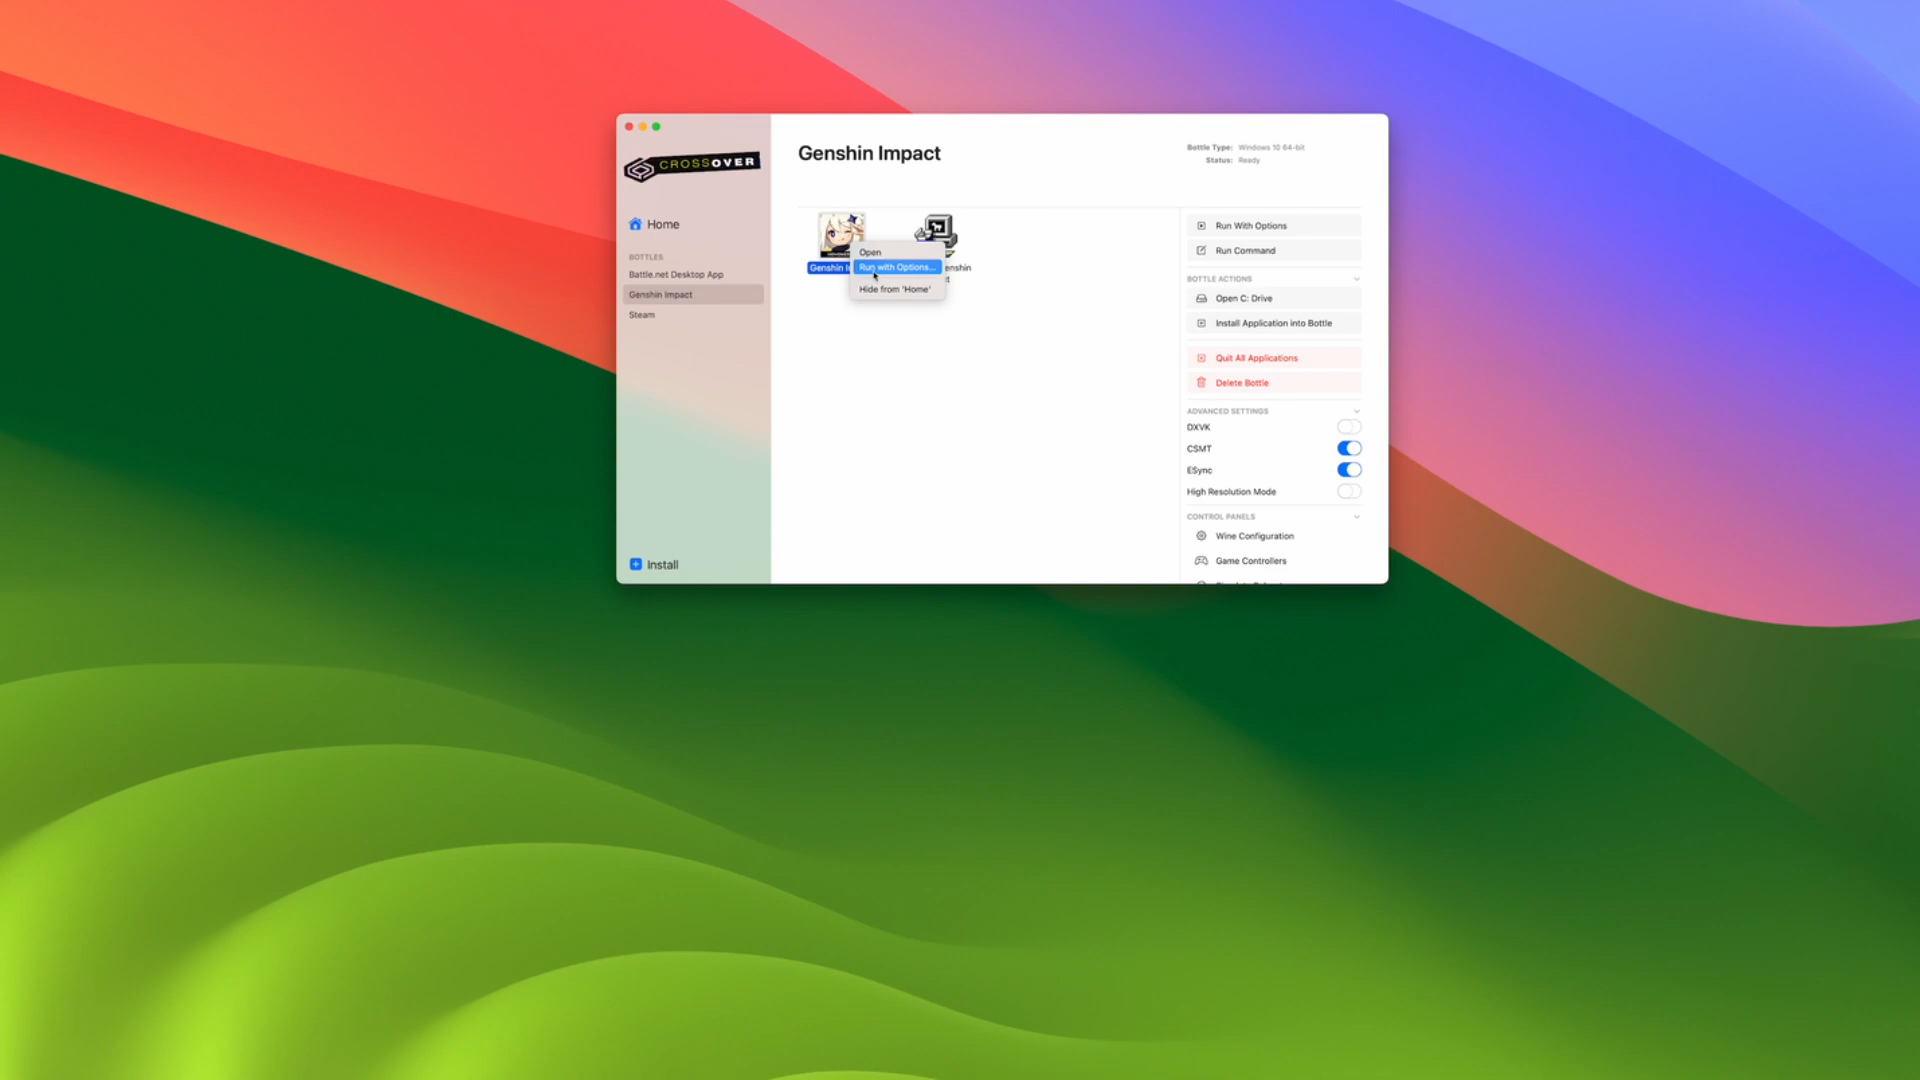 CROSSOVER
Home
BOTTLES
Battle.net Desktop App
Genshin Impact
Steam
Install
Genshin Impact
Bottle Type: Windows 10 64-bit
Status: Ready
Genshin
enshin
Open
Run with Options...
Hide from 'Home'
Run With Options
Run Command
BOTTLE ACTIONS
Open C: Drive
Install Application into Bottle
Quit All Applications
Delete Bottle
ADVANCED SETTINGS
DXVK
CSMT
ESync
High Resolution Mode
CONTROL PANELS
Wine Configuration
Game Controllers